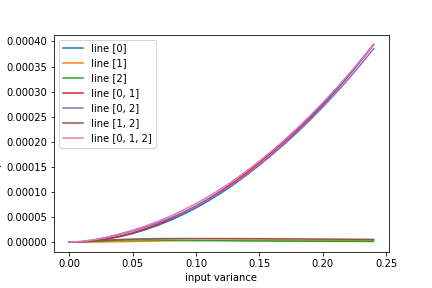 0.00040
0.00035
0.00030
0.00025
0.00020
0.00015
0.00010
0.00005
0.00000
line [0]
line [1]
line [2]
line [0, 1]
line [0, 2]
line [1, 2]
line [0, 1, 2]
0.00 0.05 0.10 0.15 0.20 0.25
input variance